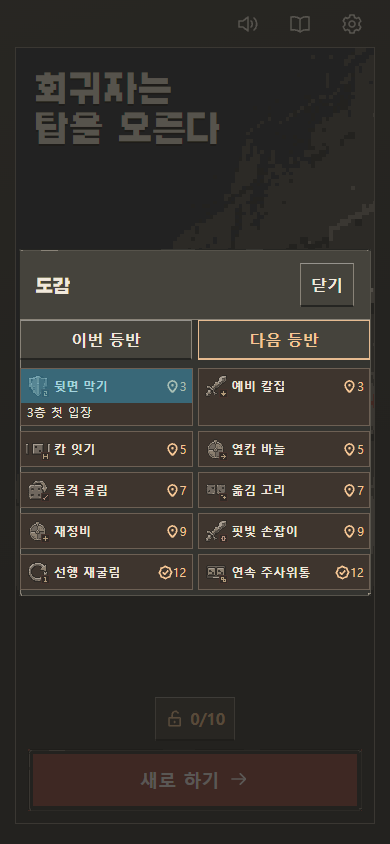 회귀자는
탑을 오른다
도감
닫기
이번 등반
다음 등반
뒷면 막기 3
3층 첫 입장
예비 칼집 3
칸 잇기 5
옆칸 바늘 5
돌격 굴림 7
옮김 고리 7
재정비 9
핏빛 손잡이 9
선행 재굴림 12
연속 주사위통 12
0/10
새로 하기 →